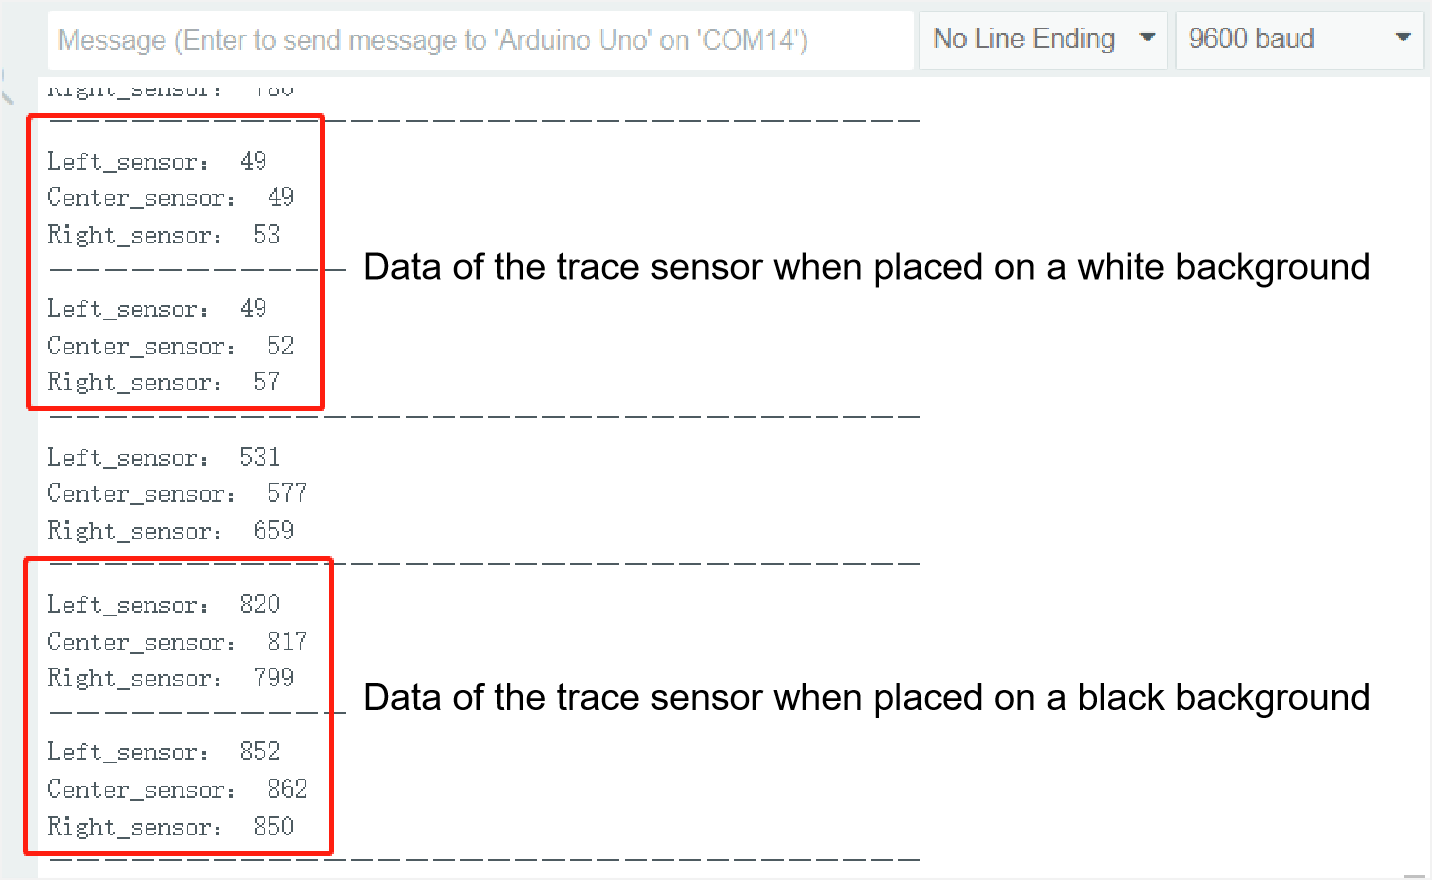 Message (Enter to send message to 'Arduino Uno' on 'COM14') No Line Ending 9600 baud
Right_sensor: 780
Left_sensor: 49
Center_sensor: 49
Right_sensor: 53
Data of the trace sensor when placed on a white background
Left_sensor: 49
Center_sensor: 52
Right_sensor: 57
Left_sensor: 531
Center_sensor: 577
Right_sensor: 659
Left_sensor: 820
Center_sensor: 817
Right_sensor: 799
Data of the trace sensor when placed on a black background
Left_sensor: 852
Center_sensor: 862
Right_sensor: 850